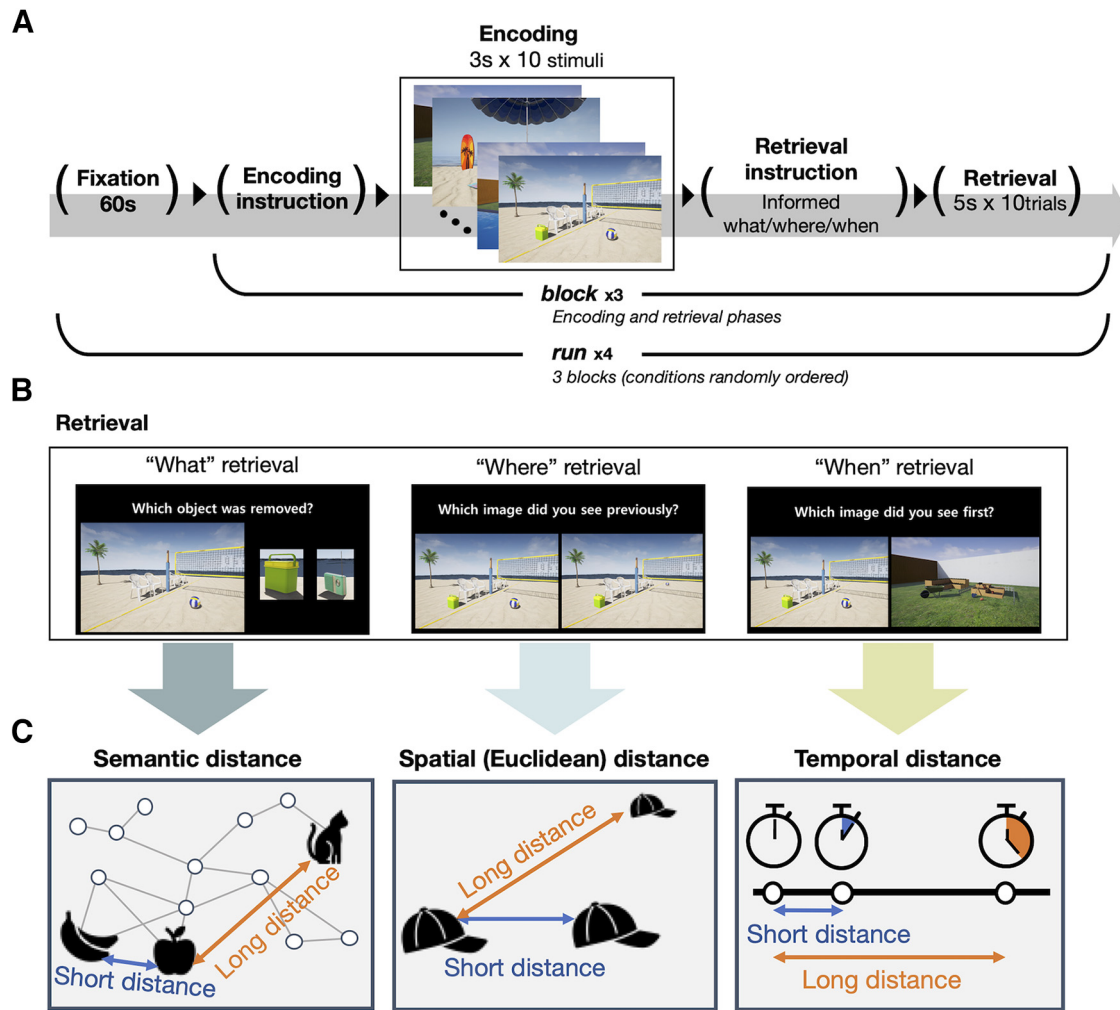 A
Encoding
3s x 10 stimuli
( Fixation
60s )
( Encoding
instruction )
( Retrieval
instruction
Informed
what/where/when )
( Retrieval
5s x 10trials )
block x3
Encoding and retrieval phases
run x4
3 blocks (conditions randomly ordered)
B
Retrieval
“What” retrieval
“Where” retrieval
“When” retrieval
Which object was removed?
Which image did you see previously?
Which image did you see first?
C
Semantic distance
Spatial (Euclidean) distance
Temporal distance
Long distance
Short distance
Long distance
Short distance
Short distance
Long distance